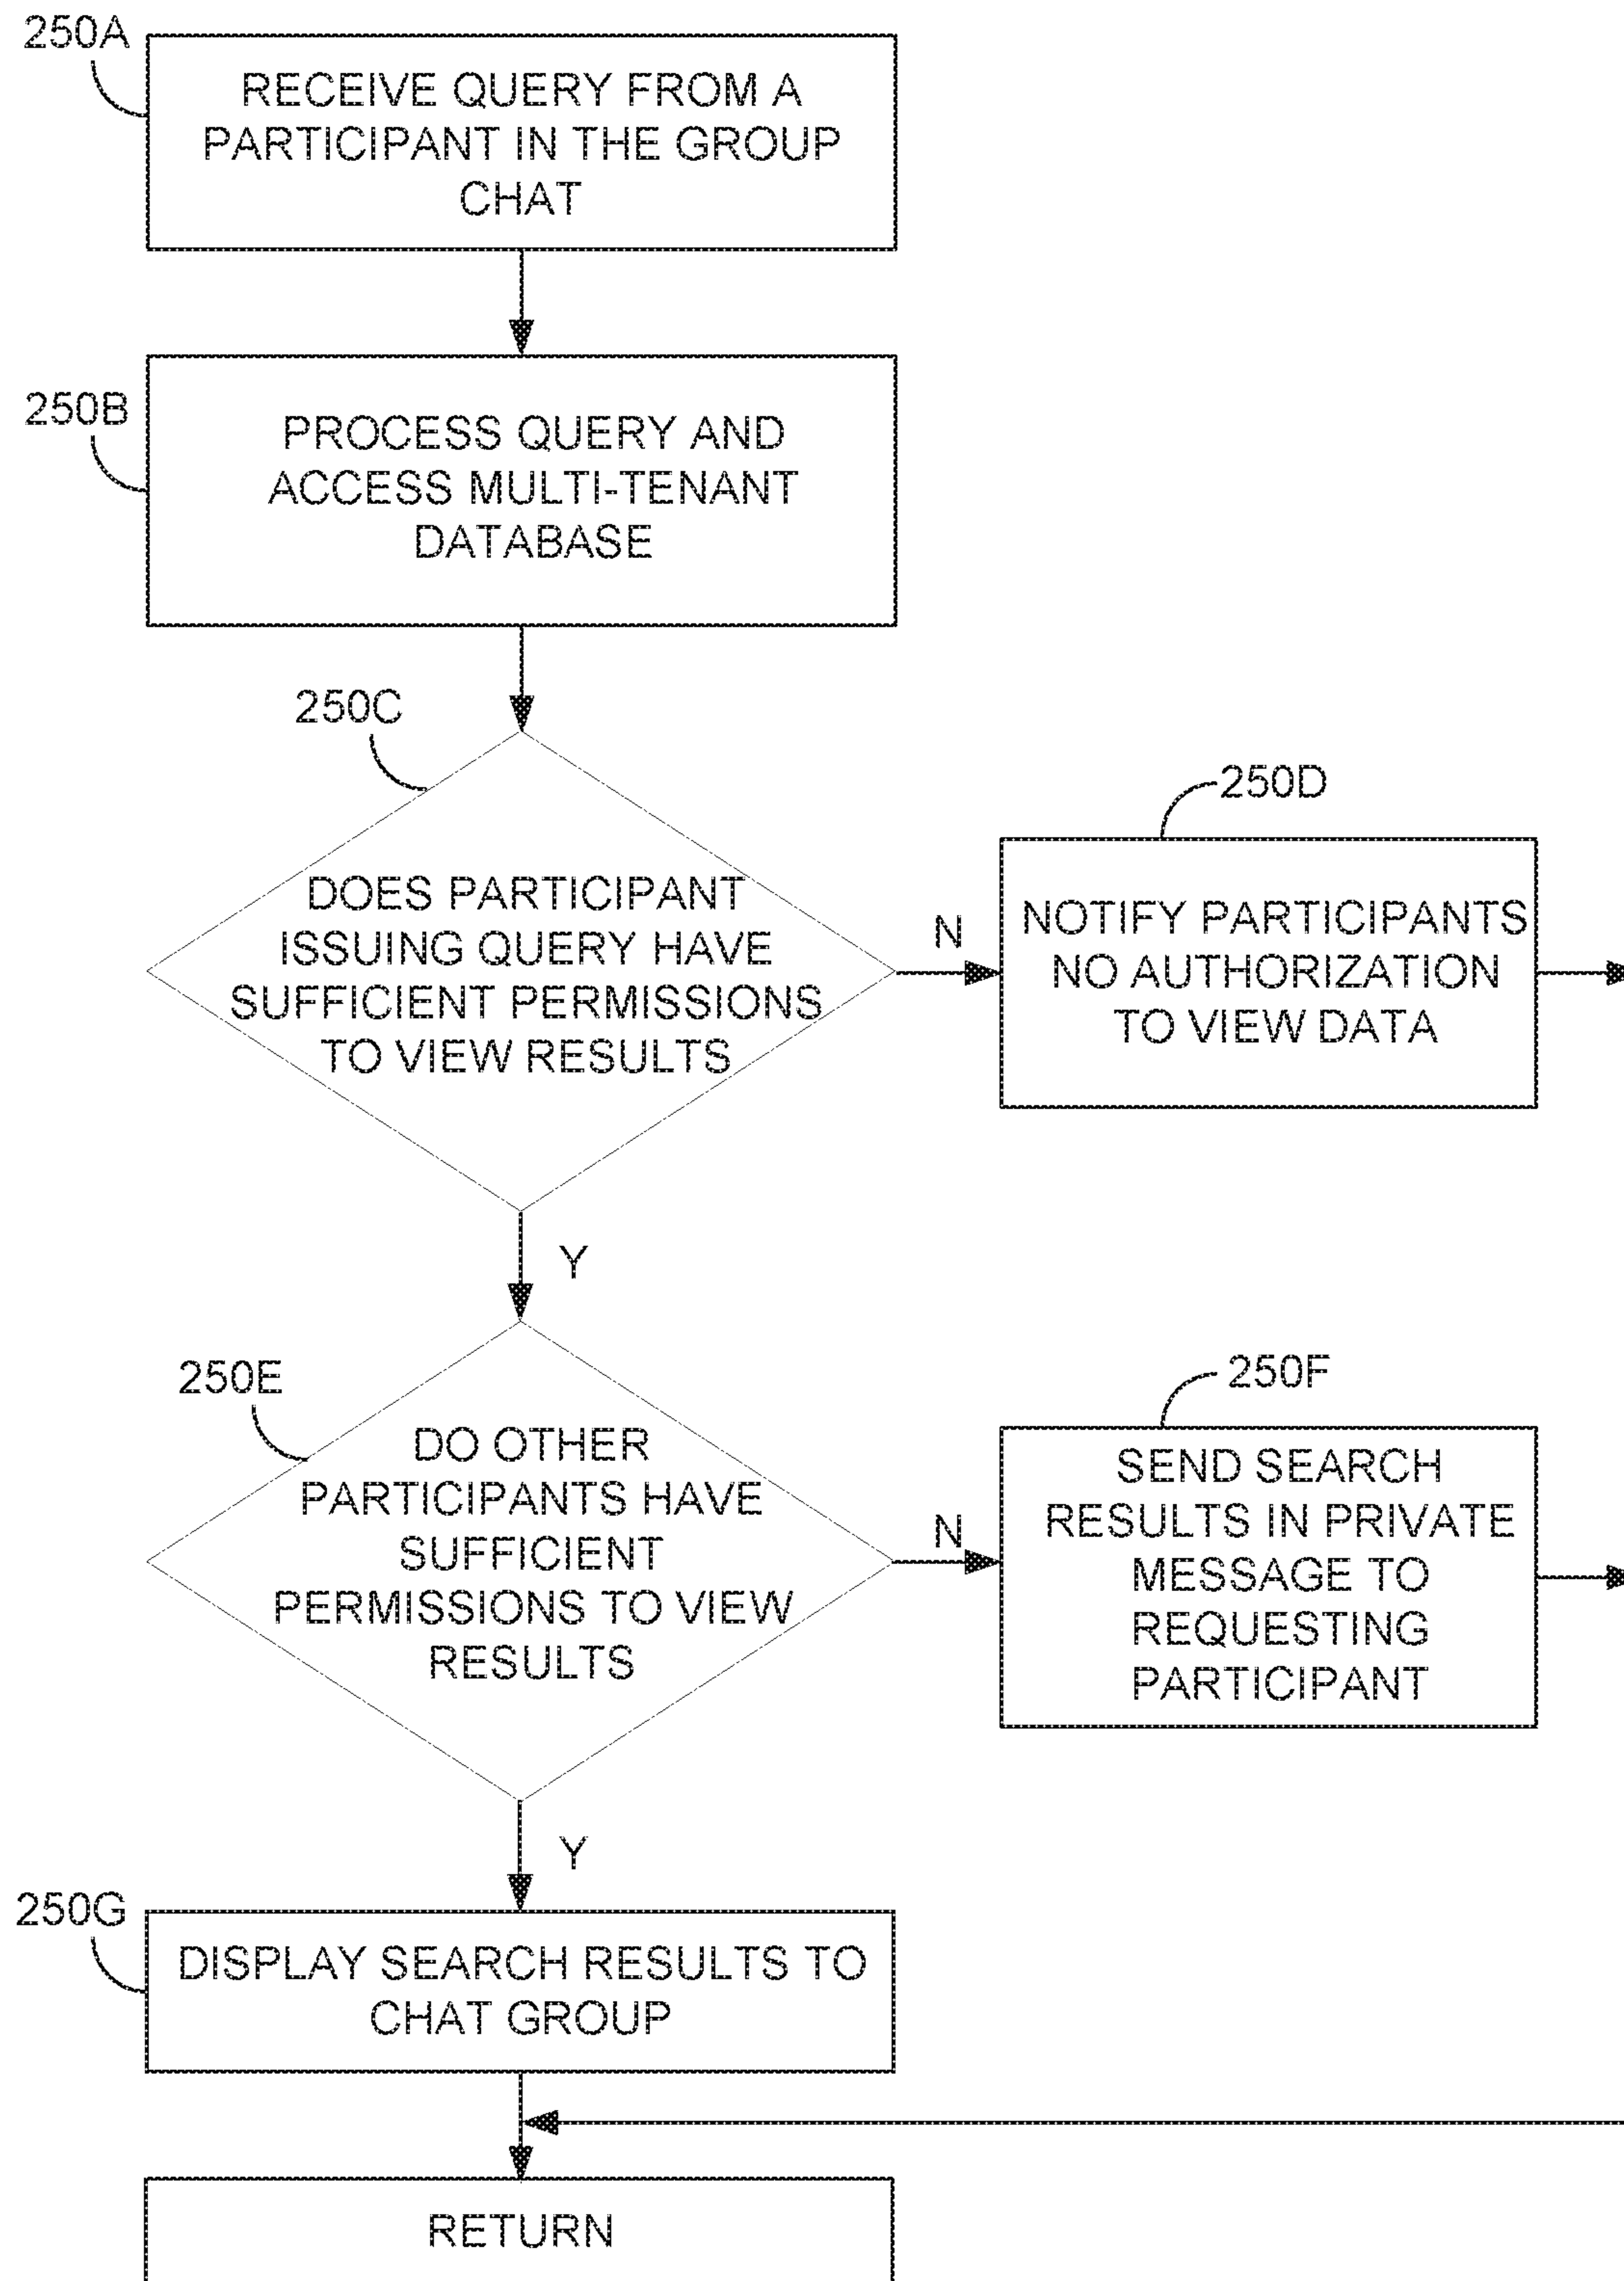 250A
RECEIVE QUERY FROM A
PARTICIPANT IN THE GROUP
CHAT
250B
PROCESS QUERY AND
ACCESS MULTI-TENANT
DATABASE
250C
DOES PARTICIPANT
ISSUING QUERY HAVE
SUFFICIENT PERMISSIONS
TO VIEW RESULTS
N
250D
NOTIFY PARTICIPANTS
NO AUTHORIZATION
TO VIEW DATA
Y
250E
DO OTHER
PARTICIPANTS HAVE
SUFFICIENT
PERMISSIONS TO VIEW
RESULTS
N
250F
SEND SEARCH
RESULTS IN PRIVATE
MESSAGE TO
REQUESTING
PARTICIPANT
Y
250G
DISPLAY SEARCH RESULTS TO
CHAT GROUP
RETURN